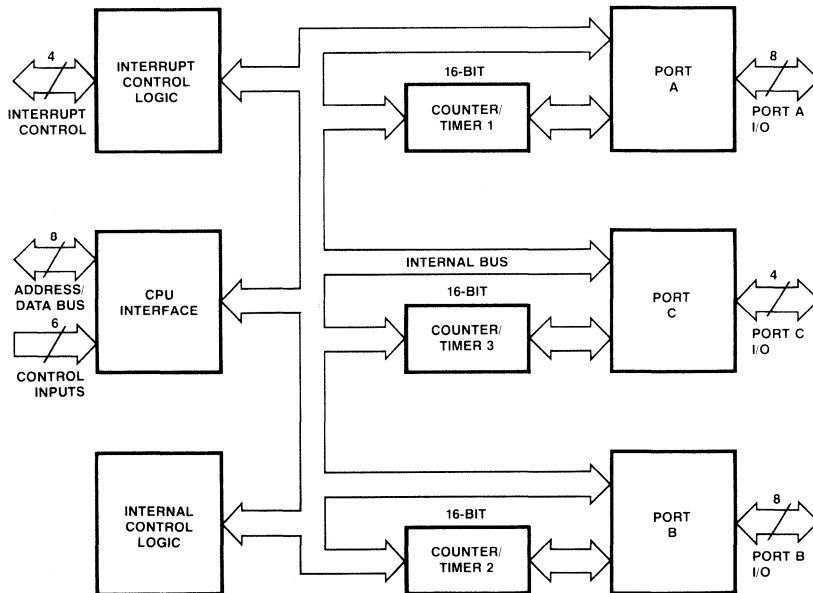 4
INTERRUPT
CONTROL
INTERRUPT
CONTROL
LOGIC
16-BIT
COUNTER/
TIMER 1
PORT
A
8
PORT A
I/O
8
ADDRESS/
DATA BUS
6
CONTROL
INPUTS
CPU
INTERFACE
INTERNAL BUS
16-BIT
COUNTER/
TIMER 3
PORT
C
4
PORT C
I/O
INTERNAL
CONTROL
LOGIC
16-BIT
COUNTER/
TIMER 2
PORT
B
8
PORT B
I/O